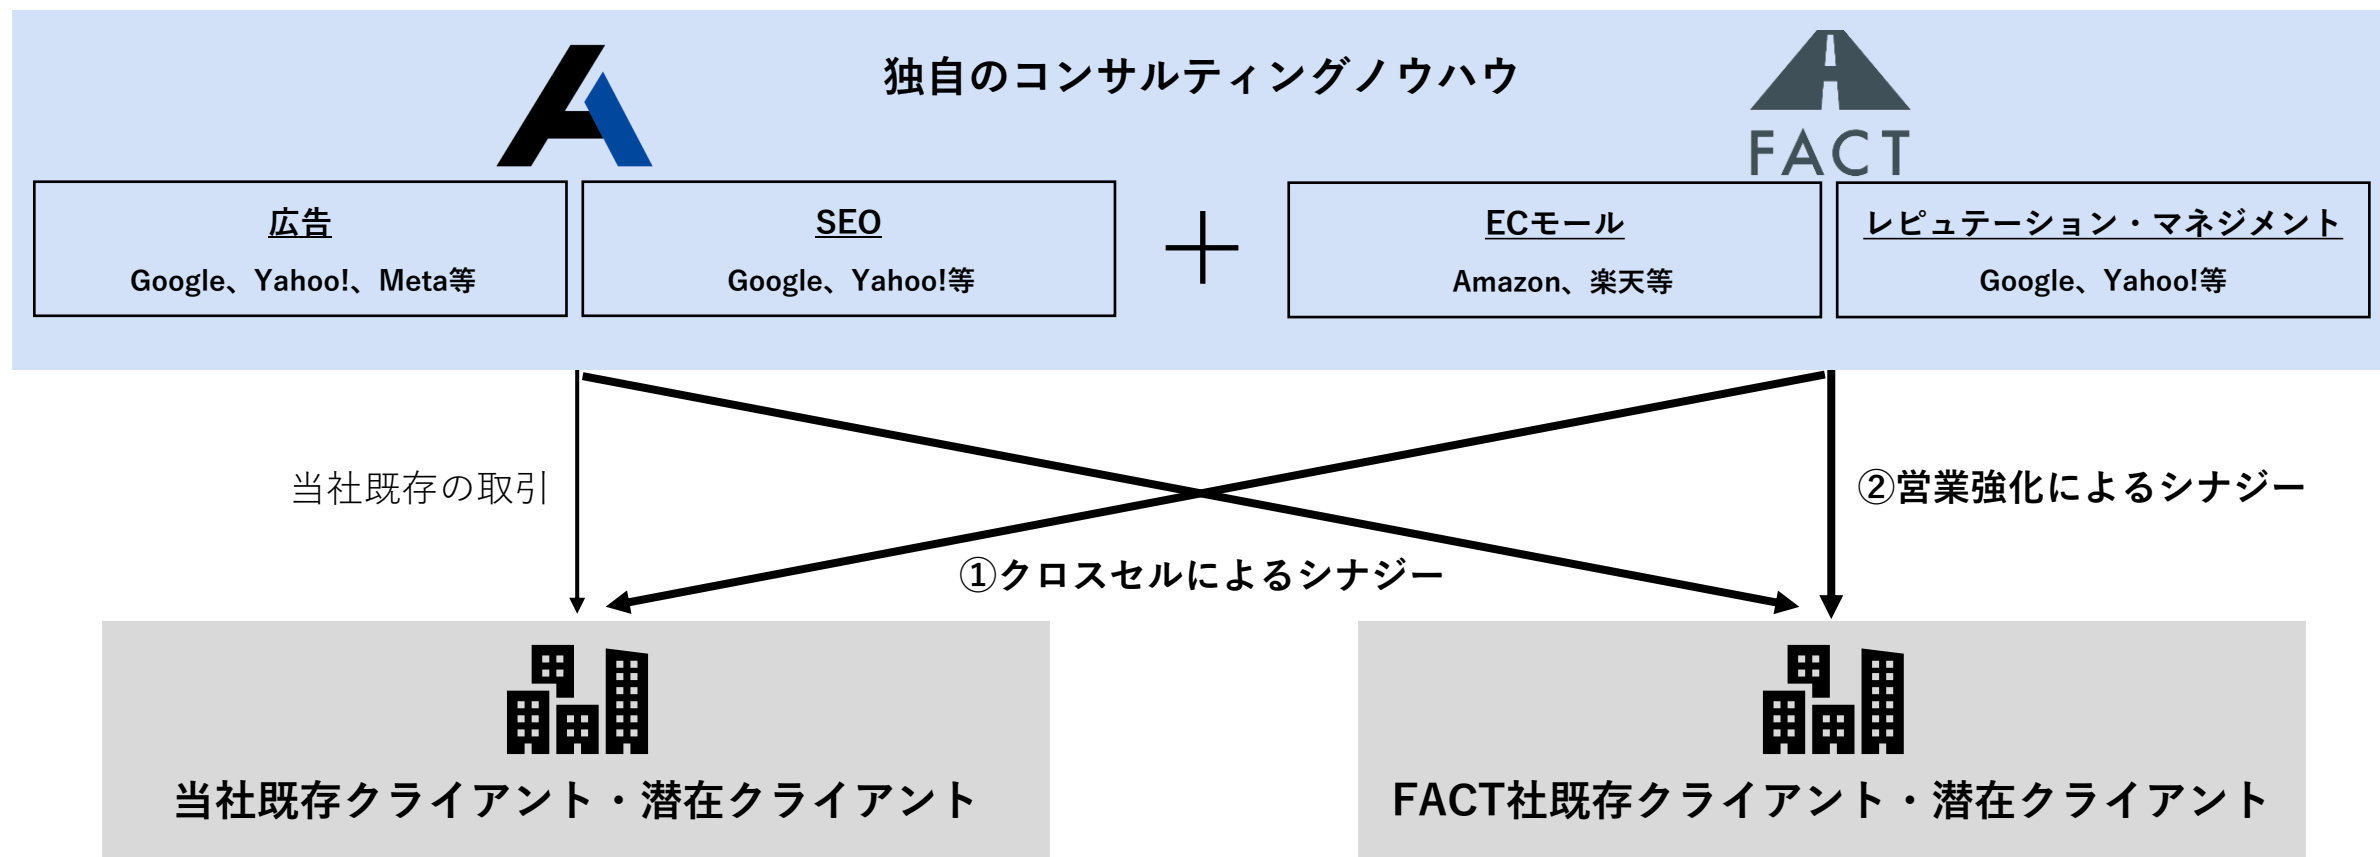 独自のコンサルティングノウハウ
FACT
広告
Google、Yahoo!、Meta等
SEO
Google、Yahoo!等
＋
ECモール
Amazon、楽天等
レピュテーション・マネジメント
Google、Yahoo!等
当社既存の取引
②営業強化によるシナジー
①クロスセルによるシナジー
当社既存クライアント・潜在クライアント
FACT社既存クライアント・潜在クライアント